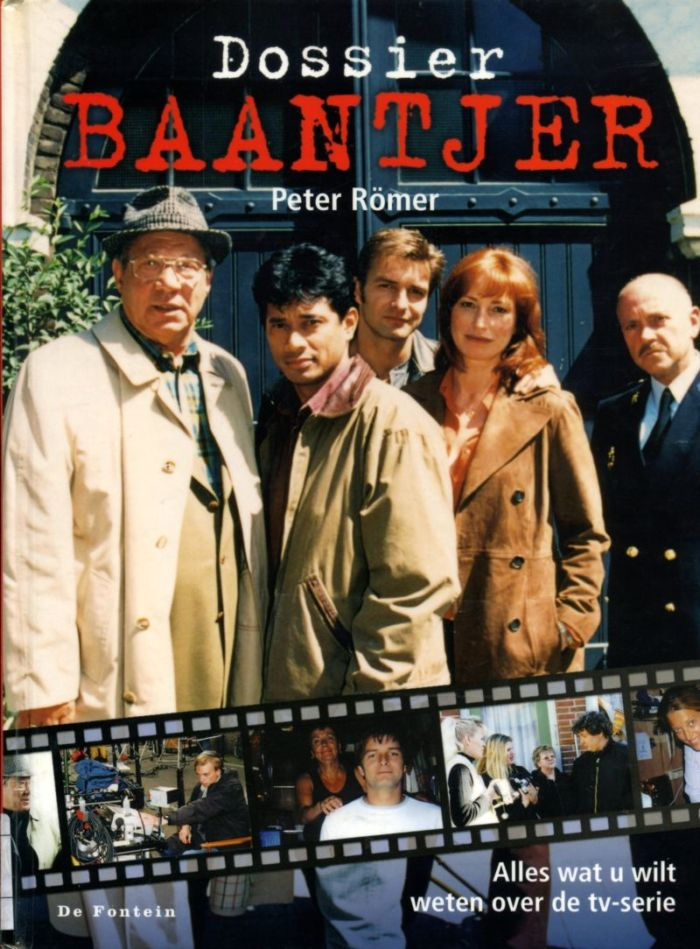 Dossier
BAANTJER
Peter Römer
Alles wat u wilt
weten over de tv-serie
De Fontein